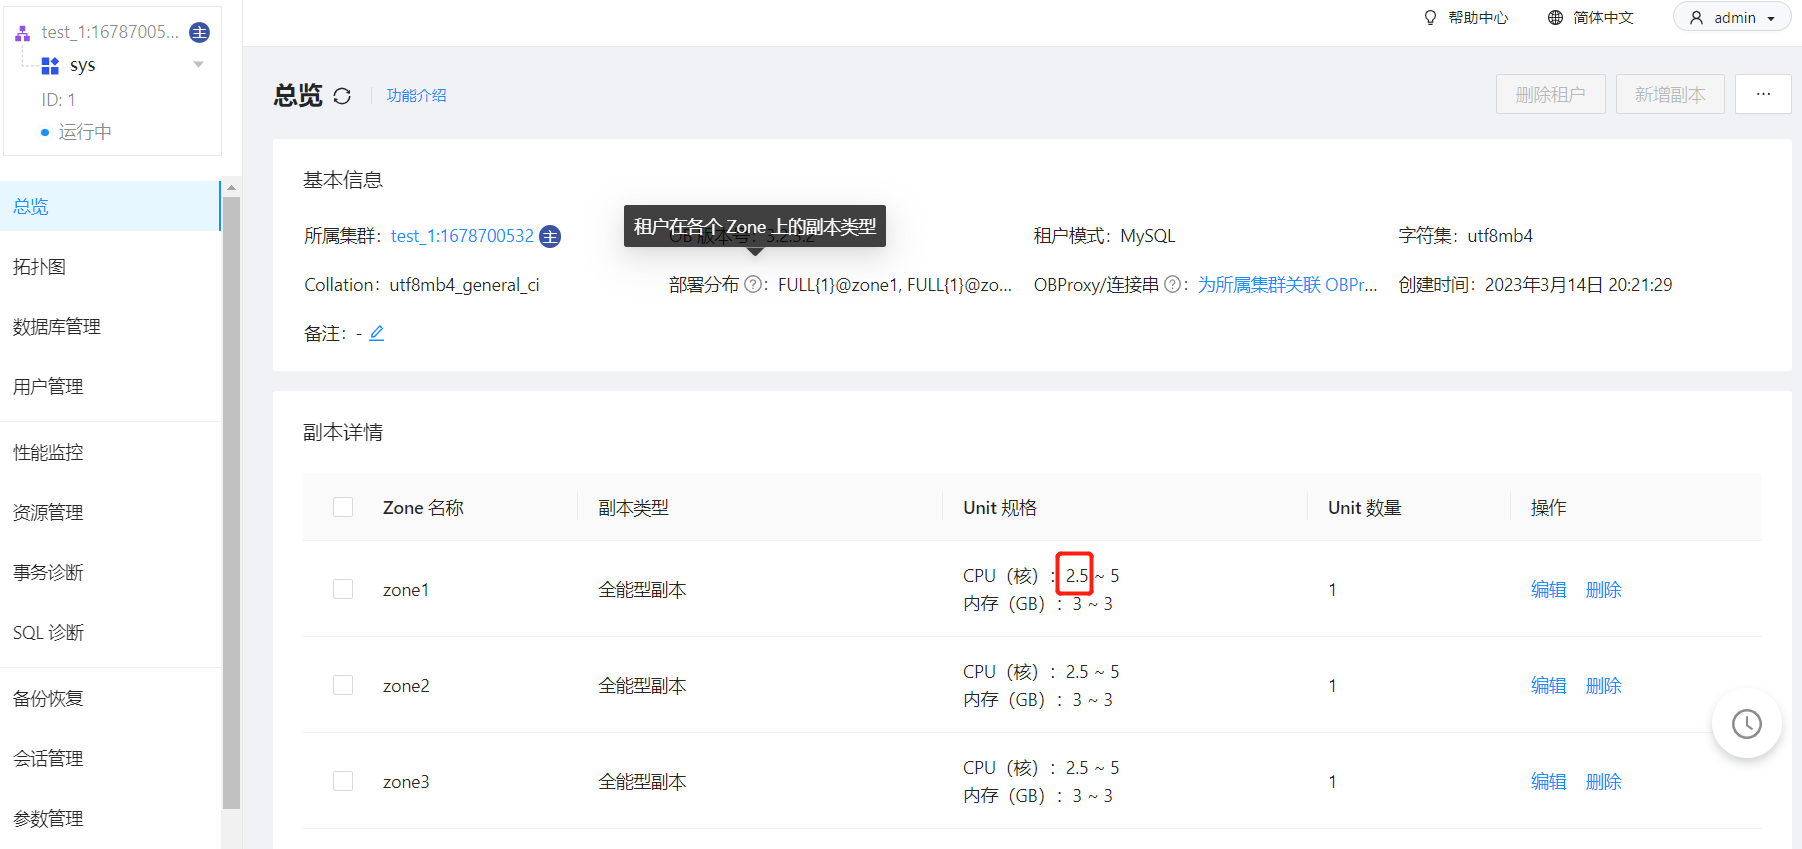 test_1:16787005... 主
sys
ID: 1
运行中
总览
拓扑图
数据库管理
用户管理
性能监控
资源管理
事务诊断
SQL 诊断
备份恢复
会话管理
参数管理
帮助中心
简体中文
admin
总览
功能介绍
删除租户
新增副本
...
基本信息
租户在各个 Zone 上的副本类型
所属集群： test_1:1678700532 主
OB 版本号：3.2.3.2
租户模式：MySQL
字符集：utf8mb4
Collation：utf8mb4_general_ci
部署分布 ?： FULL{1}@zone1, FULL{1}@zo...
OBProxy/连接串 ?： 为所属集群关联 OBPr...
创建时间：2023年3月14日 20:21:29
备注：-
副本详情
Zone 名称 副本类型 Unit 规格 Unit 数量 操作
zone1 全能型副本 CPU（核）： 2.5 ~ 5 1 编辑 删除
内存（GB）： 3 ~ 3
zone2 全能型副本 CPU（核）： 2.5 ~ 5 1 编辑 删除
内存（GB）： 3 ~ 3
zone3 全能型副本 CPU（核）： 2.5 ~ 5 1 编辑 删除
内存（GB）： 3 ~ 3